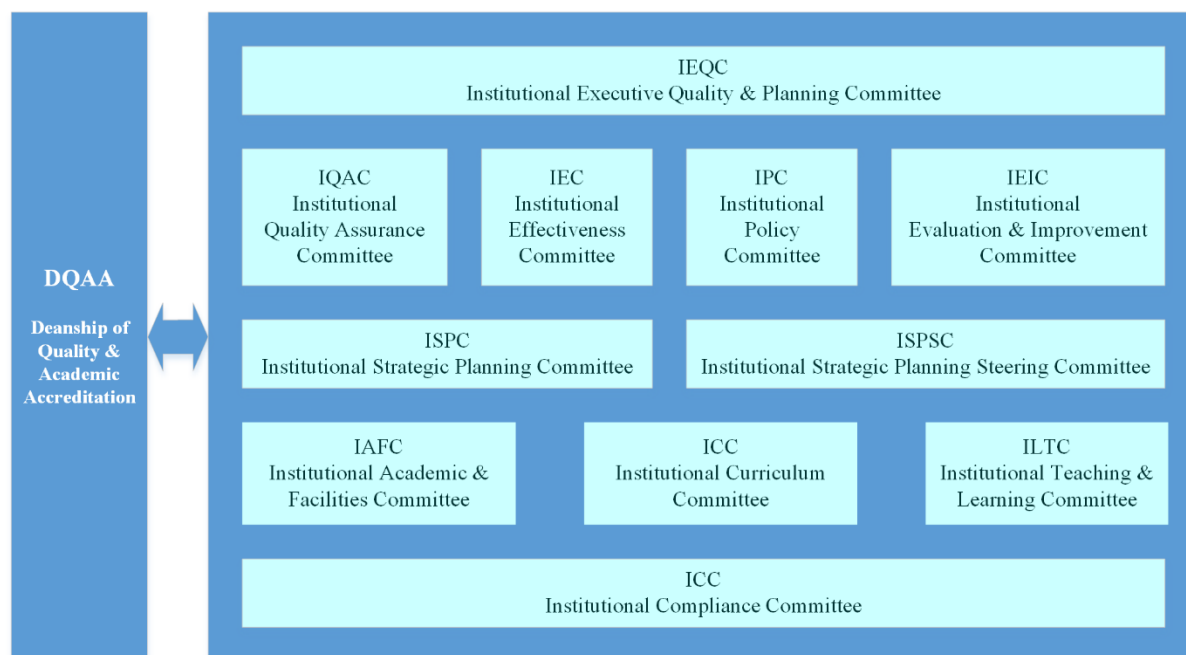 DQAA
Deanship of
Quality &
Academic
Accreditation
IEQC
Institutional Executive Quality & Planning Committee
IQAC
Institutional
Quality Assurance
Committee
IEC
Institutional
Effectiveness
Committee
IPC
Institutional
Policy
Committee
IEIC
Institutional
Evaluation & Improvement
Committee
ISPC
Institutional Strategic Planning Committee
ISPSC
Institutional Strategic Planning Steering Committee
IAFC
Institutional Academic &
Facilities Committee
ICC
Institutional Curriculum
Committee
ILTC
Institutional Teaching &
Learning Committee
ICC
Institutional Compliance Committee